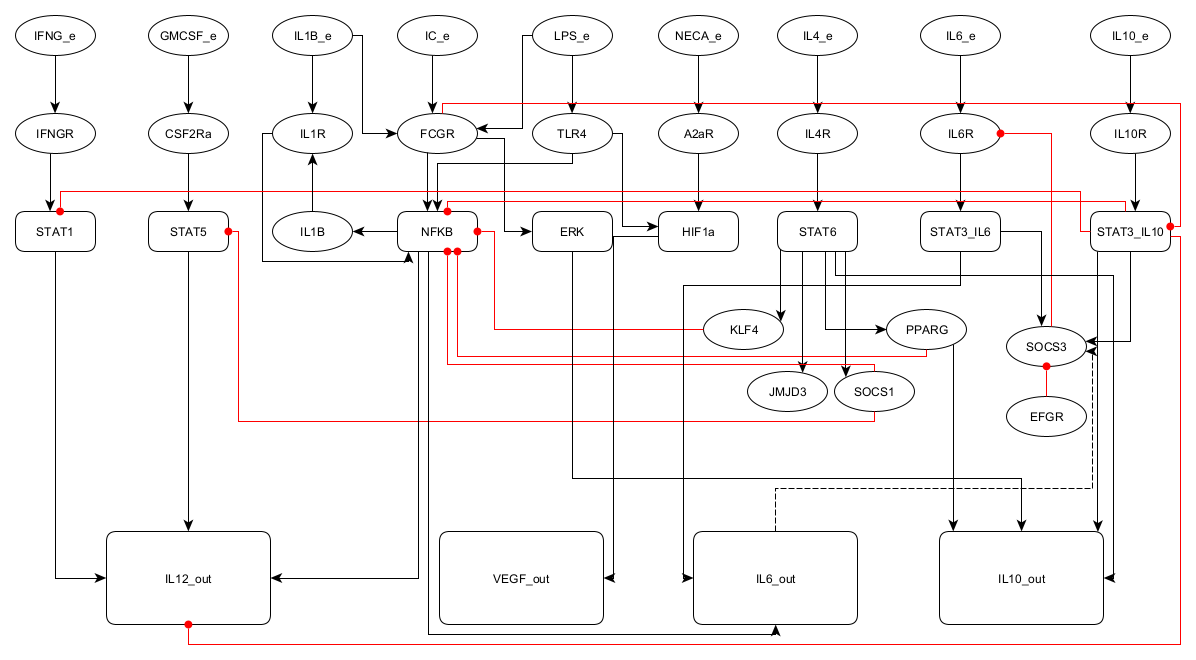 IFNG_e
GMCSF_e
IL1B_e
IC_e
LPS_e
NECA_e
IL4_e
IL6_e
IL10_e
IFNGR
CSF2Ra
IL1R
FCGR
TLR4
A2aR
IL4R
IL6R
IL10R
STAT1
STAT5
IL1B
NFKB
ERK
HIF1a
STAT6
STAT3_IL6
STAT3_IL10
KLF4
PPARG
SOCS3
JMJD3
SOCS1
EFGR
IL12_out
VEGF_out
IL6_out
IL10_out